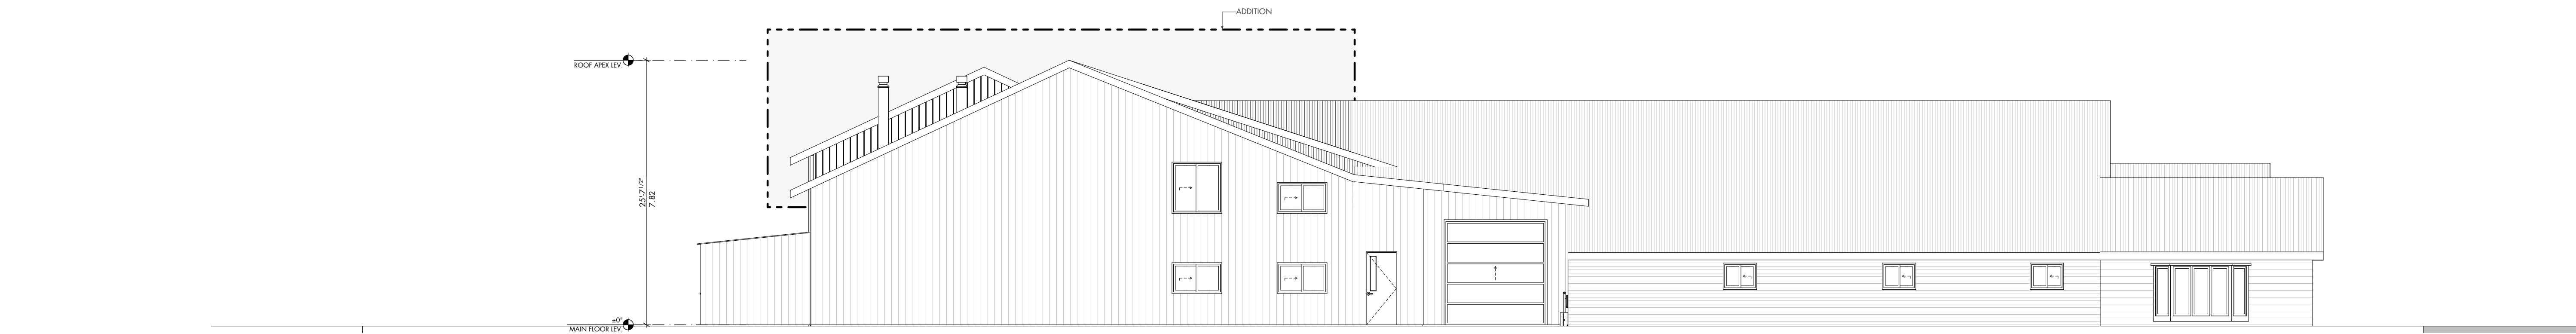 ADDITION
ROOF APEX LEV.
25'-7 1/2"
7.82
±0"
MAIN FLOOR LEV.